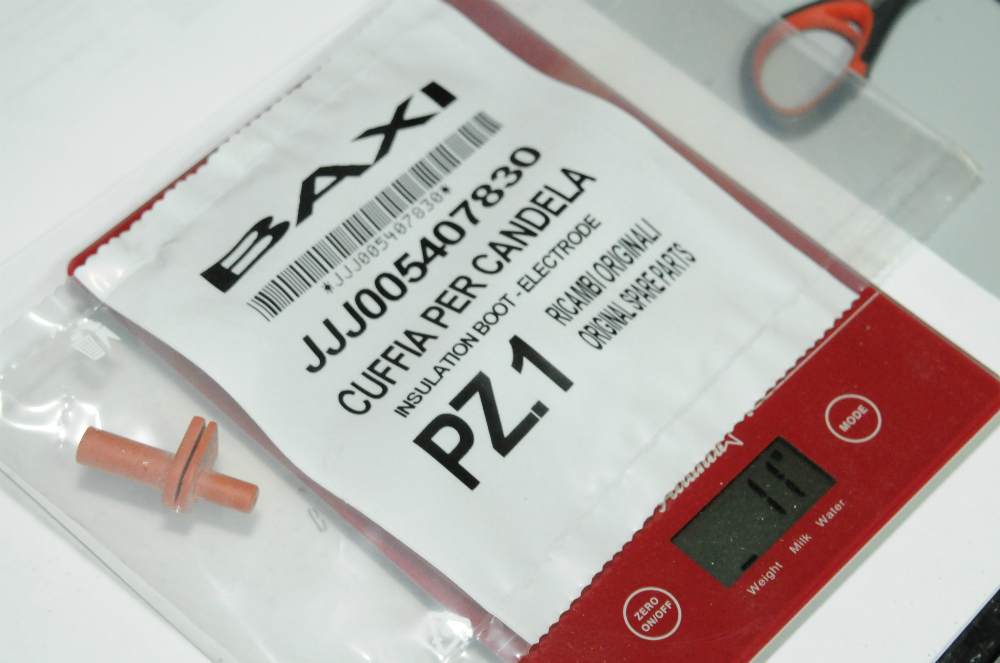 BAXI
*JJJ005407830*
JJJ005407830
CUFFIA PER CANDELA
INSULATION BOOT - ELECTRODE
PZ.1
RICAMBI ORIGINALI
ORIGINAL SPARE PARTS
MODE
Weight Milk Water
ZERO
ON/OFF